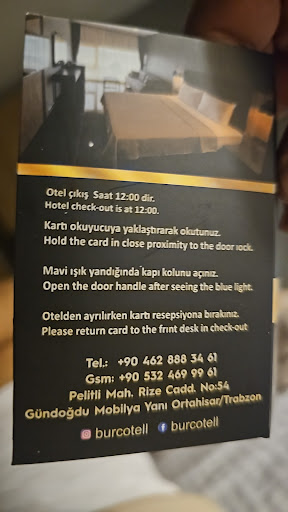 Otel çıkış Saat 12:00 dir.
Hotel check-out is at 12:00.
Kartı okuyucuya yaklaştırarak okutunuz.
Hold the card in close proximity to the door lock.
Mavi ışık yandığında kapı kolunu açınız.
Open the door handle after seeing the blue light.
Otelden ayrılırken kartı resepsiyona bırakınız.
Please return card to the frınt desk in check-out
Tel.: +90 462 888 34 61
Gsm: +90 532 469 99 61
Pelitli Mah. Rize Cadd. No:54
Gündoğdu Mobilya Yanı Ortahisar/Trabzon
burcotell burcotell